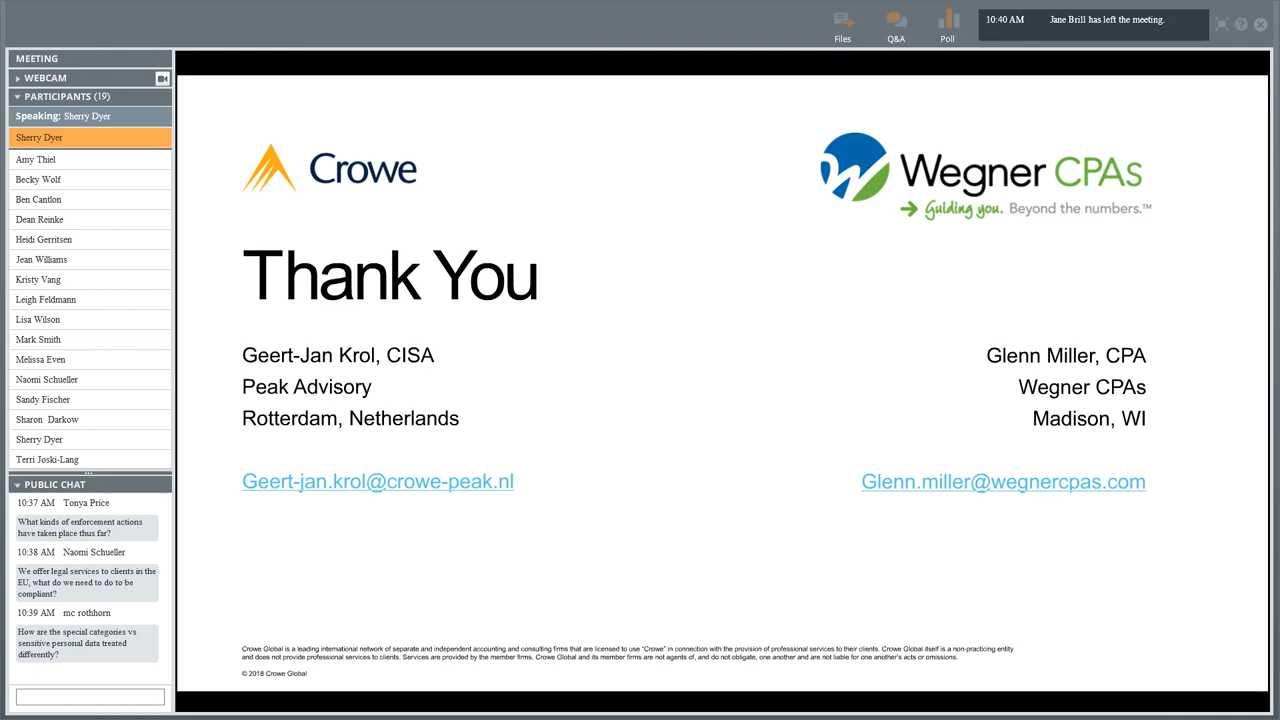 Files
Q&A
Poll
10:40 AM Jane Brill has left the meeting.
MEETING
WEBCAM
PARTICIPANTS (19)
Speaking: Sherry Dyer
Sherry Dyer
Amy Thiel
Becky Wolf
Ben Cantlon
Dean Reinke
Heidi Gerritsen
Jean Williams
Kristy Vang
Leigh Feldmann
Lisa Wilson
Mark Smith
Melissa Even
Naomi Schueller
Sandy Fischer
Sharon Darkow
Sherry Dyer
Terri Joski-Lang
PUBLIC CHAT
10:37 AM Tonya Price
What kinds of enforcement actions
have taken place thus far?
10:38 AM Naomi Schueller
We offer legal services to clients in the
EU, what do we need to do to be
compliant?
10:39 AM mc rothhorn
How are the special categories vs
sensitive personal data treated
differently?
Crowe
Wegner CPAs
Guiding you. Beyond the numbers.™
Thank You
Geert-Jan Krol, CISA
Peak Advisory
Rotterdam, Netherlands
Geert-jan.krol@crowe-peak.nl
Glenn Miller, CPA
Wegner CPAs
Madison, WI
Glenn.miller@wegnercpas.com
Crowe Global is a leading international network of separate and independent accounting and consulting firms that are licensed to use "Crowe" in connection with the provision of professional services to their clients. Crowe Global itself is a non-practicing entity
and does not provide professional services to clients. Services are provided by the member firms. Crowe Global and its member firms are not agents of, and do not obligate, one another and are not liable for one another's acts or omissions.
© 2018 Crowe Global